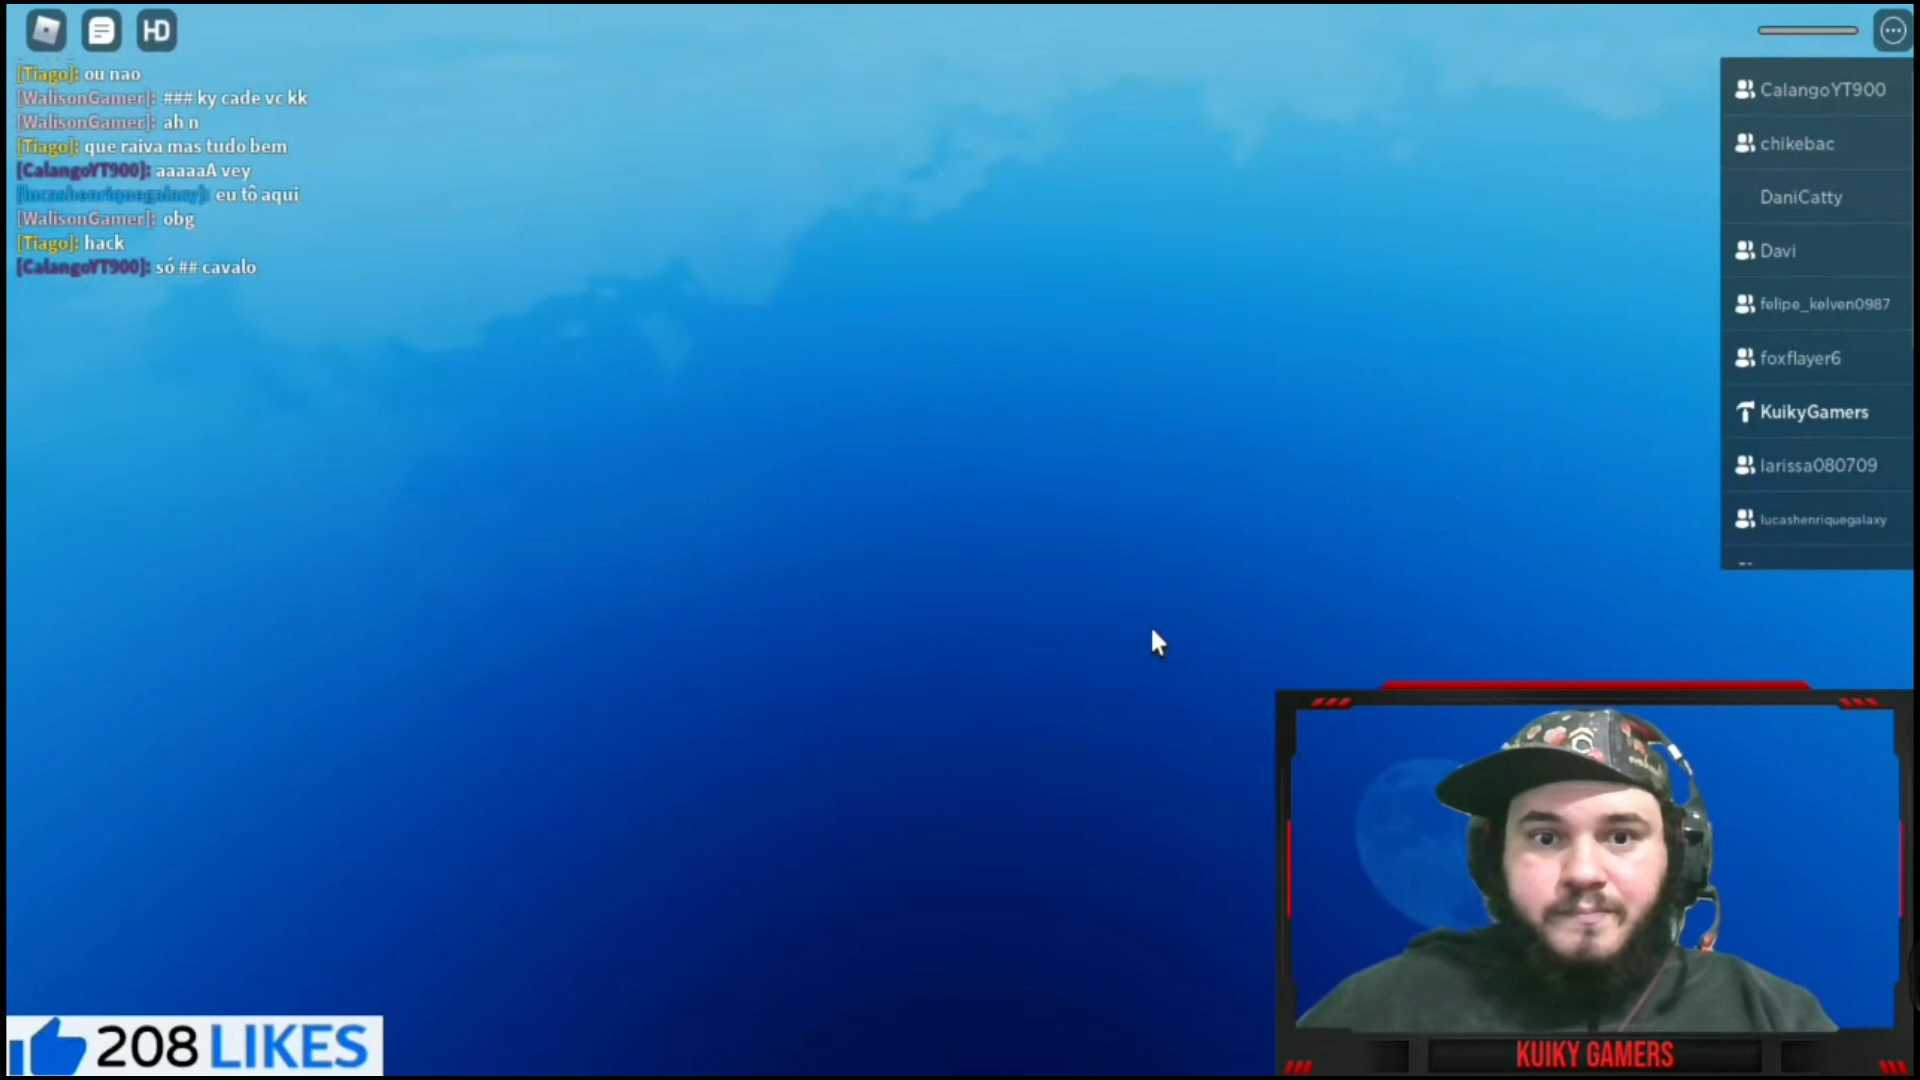 HD
[Tiago]: ou nao
[WalisonGamer]: ### ky cade vc kk
[WalisonGamer]: ah n
[Tiago]: que raiva mas tudo bem
[CalangoYT900]: aaaaaA vey
[lucashenriquegalaxy]: eu tô aqui
[WalisonGamer]: obg
[Tiago]: hack
[CalangoYT900]: só ## cavalo
CalangoYT900
chikebac
DaniCatty
Davi
felipe_kelven0987
foxflayer6
KuikyGamers
larissa080709
lucashenriquegalaxy
208 LIKES
KUIKY GAMERS